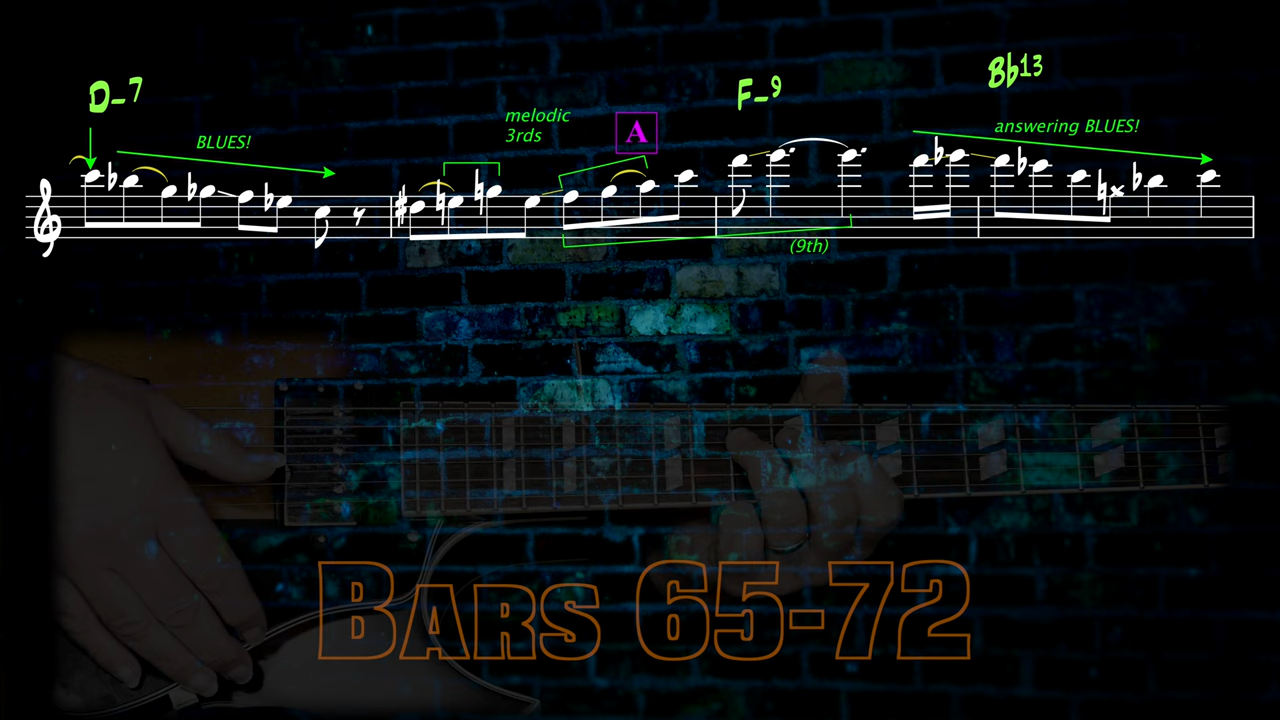 D-7
BLUES!
melodic
3rds
A
F-9
Bb13
answering BLUES!
(9th)
BARS 65-72